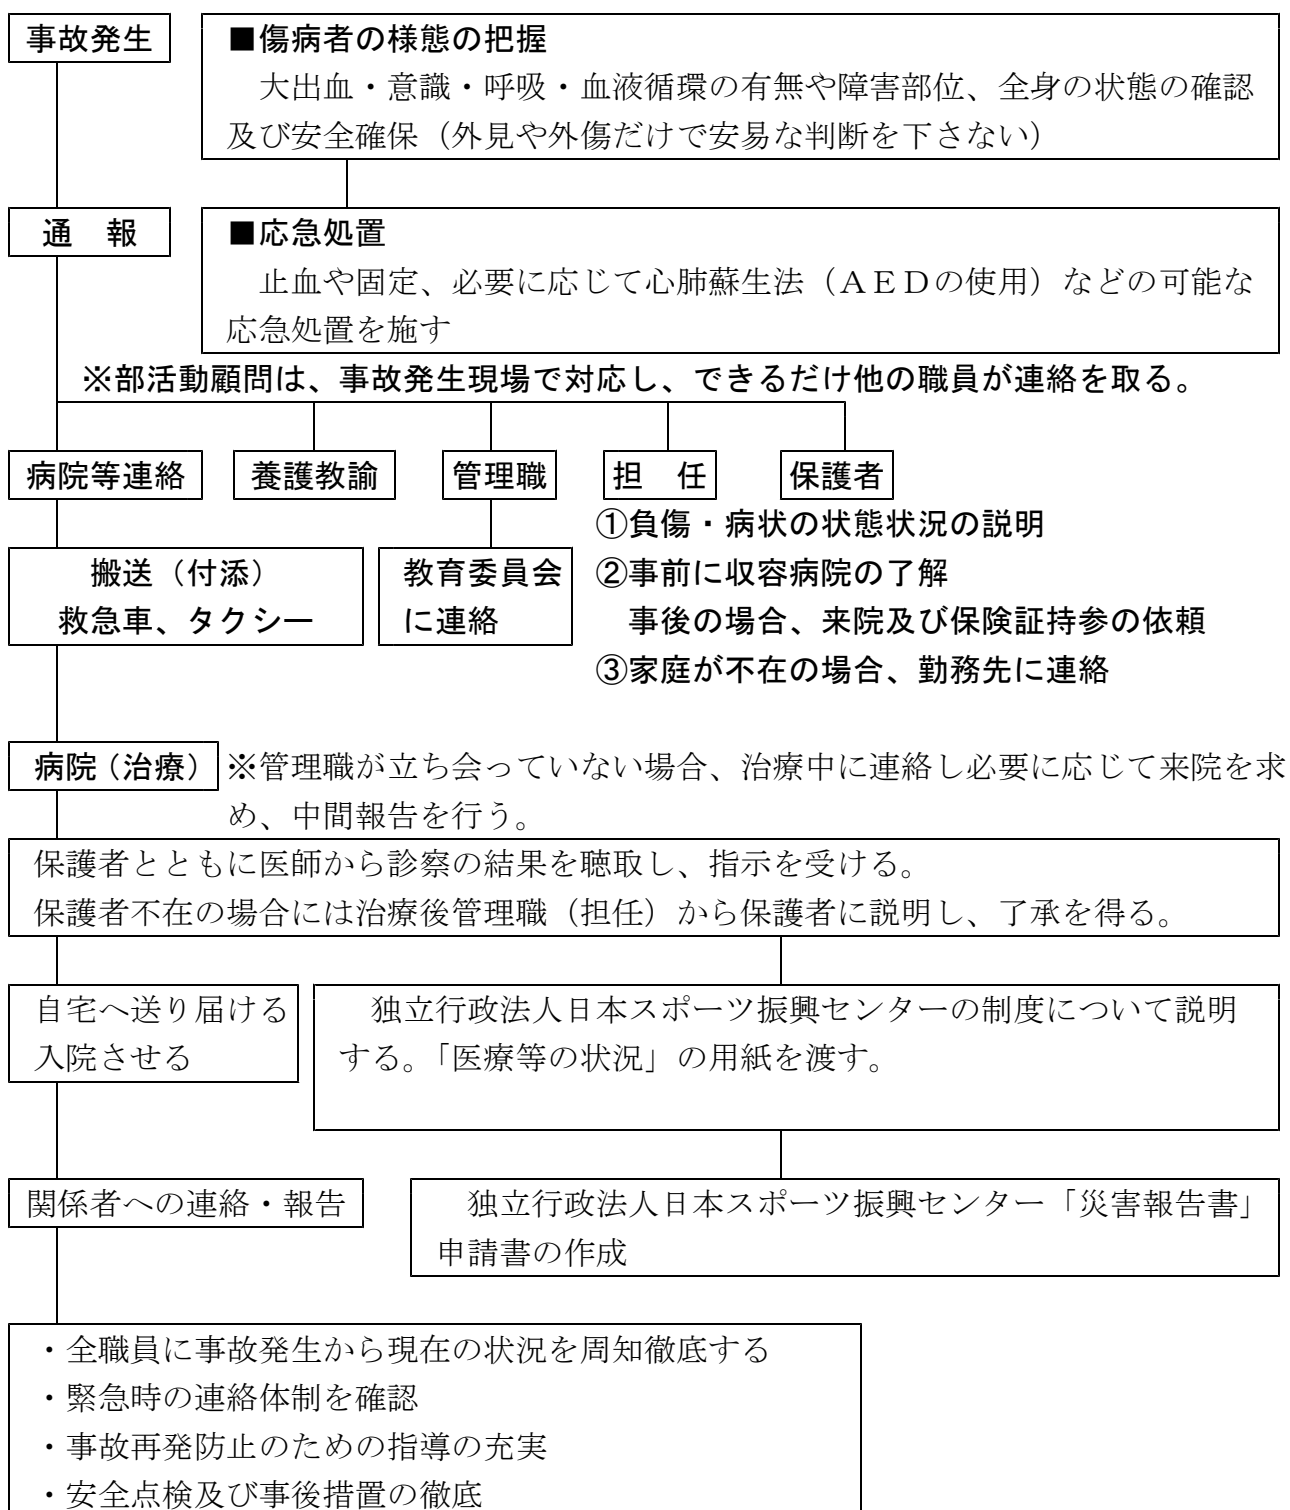 事故発生
■傷病者の様態の把握
大出血・意識・呼吸・血液循環の有無や障害部位、全身の状態の確認
及び安全確保（外見や外傷だけで安易な判断を下さない）
通　報
■応急処置
止血や固定、必要に応じて心肺蘇生法（ＡＥＤの使用）などの可能な
応急処置を施す
※部活動顧問は、事故発生現場で対応し、できるだけ他の職員が連絡を取る。
病院等連絡
養護教諭
管理職
担　任
保護者
搬送（付添）
救急車、タクシー
教育委員会
に連絡
①負傷・病状の状態状況の説明
②事前に収容病院の了解
事後の場合、来院及び保険証持参の依頼
③家庭が不在の場合、勤務先に連絡
病院（治療）
※管理職が立ち会っていない場合、治療中に連絡し必要に応じて来院を求
め、中間報告を行う。
保護者とともに医師から診察の結果を聴取し、指示を受ける。
保護者不在の場合には治療後管理職（担任）から保護者に説明し、了承を得る。
自宅へ送り届ける
入院させる
独立行政法人日本スポーツ振興センターの制度について説明
する。「医療等の状況」の用紙を渡す。
関係者への連絡・報告
独立行政法人日本スポーツ振興センター「災害報告書」
申請書の作成
・全職員に事故発生から現在の状況を周知徹底する
・緊急時の連絡体制を確認
・事故再発防止のための指導の充実
・安全点検及び事後措置の徹底